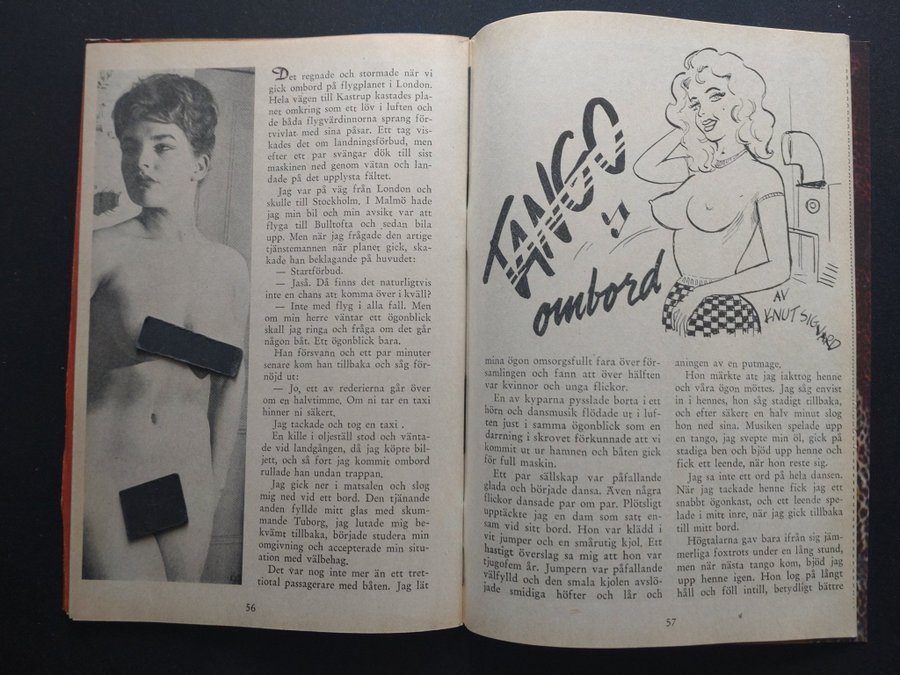 Det regnade och stormade när vi
gick ombord på flygplanet i London.
Hela vägen till Kastrup kastades pla-
net omkring som ett löv i luften och
de båda flygvärdinnorna sprang för-
tvivlat med sina påsar. Ett tag vis-
kades det om landningsförbud, men
efter ett par svängar dök till sist
maskinen ned genom vätan och lan-
dade på det upplysta fältet.
Jag var på väg från London och
skulle till Stockholm. I Malmö hade
jag min bil och min avsikt var att
flyga till Bulltofta och sedan bila
upp. Men när jag frågade den artige
tjänstemannen när planet gick, ska-
kade han beklagande på huvudet:
— Startförbud.
— Jaså. Då finns det naturligtvis
inte en chans att komma över i kväll?
— Inte med flyg i alla fall. Men
om min herre väntar ett ögonblick
skall jag ringa och fråga om det går
någon båt. Ett ögonblick bara.
Han försvann och ett par minuter
senare kom han tillbaka och såg för-
nöjd ut:
— Jo, ett av rederierna går över
om en halvtimme. Om ni tar en taxi
hinner ni säkert.
Jag tackade och tog en taxi .
En kille i oljeställ stod och vänta-
de vid landgången, då jag köpte bil-
jett, och så fort jag kommit ombord
rullade han undan trappan.
Jag gick ner i matsalen och slog
mig ned vid ett bord. Den tjänande
anden fyllde mitt glas med skum-
mande Tuborg, jag lutade mig be-
kvämt tillbaka, började studera min
omgivning och accepterade min situ-
ation med välbehag.
Det var nog inte mer än ett tret-
tiotal passagerare med båten. Jag lät
56
TANGO
ombord
AV
KNUT SIGVARD
mina ögon omsorgsfullt fara över för-
samlingen och fann att över hälften
var kvinnor och unga flickor.
En av kyparna pysslade borta i ett
hörn och dansmusik flödade ut i luf-
ten just i samma ögonblick som en
darrning i skrovet förkunnade att vi
kommit ut ur hamnen och båten gick
för full maskin.
Ett par sällskap var påfallande
glada och började dansa. Även några
flickor dansade par om par. Plötsligt
upptäckte jag en dam som satt en-
sam vid sitt bord. Hon var klädd i
vit jumper och en smårutig kjol. Ett
hastigt överslag sa mig att hon var
tjugofem år. Jumpern var påfallande
välfylld och den smala kjolen avslö-
jade smidiga höfter och lår och
aningen av en putmage.
Hon märkte att jag iakttog henne
och våra ögon möttes. Jag såg envist
in i hennes, hon såg stadigt tillbaka,
och efter säkert en halv minut slog
hon ned sina. Musiken spelade upp
en tango, jag svepte min öl, gick på
stadiga ben och bjöd upp henne och
fick ett leende, när hon reste sig.
Jag sa inte ett ord på hela dansen.
När jag tackade henne fick jag ett
snabbt ögonkast, och ett leende spe-
lade i mitt inre, när jag gick tillbaka
till mitt bord.
Högtalarna gav bara ifrån sig jäm-
merliga foxtrots under en lång stund,
men när nästa tango kom, bjöd jag
upp henne igen. Hon log på långt
håll och föll intill, betydligt bättre
57